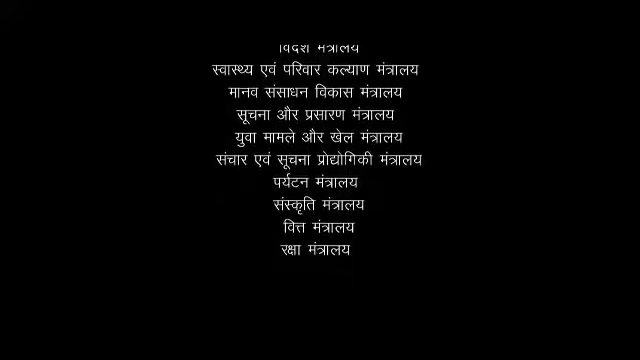 विदेश मंत्रालय
स्वास्थ्य एवं परिवार कल्याण मंत्रालय
मानव संसाधन विकास मंत्रालय
सूचना और प्रसारण मंत्रालय
युवा मामले और खेल मंत्रालय
संचार एवं सूचना प्रोद्योगिकी मंत्रालय
पर्यटन मंत्रालय
संस्कृति मंत्रालय
वित्त मंत्रालय
रक्षा मंत्रालय